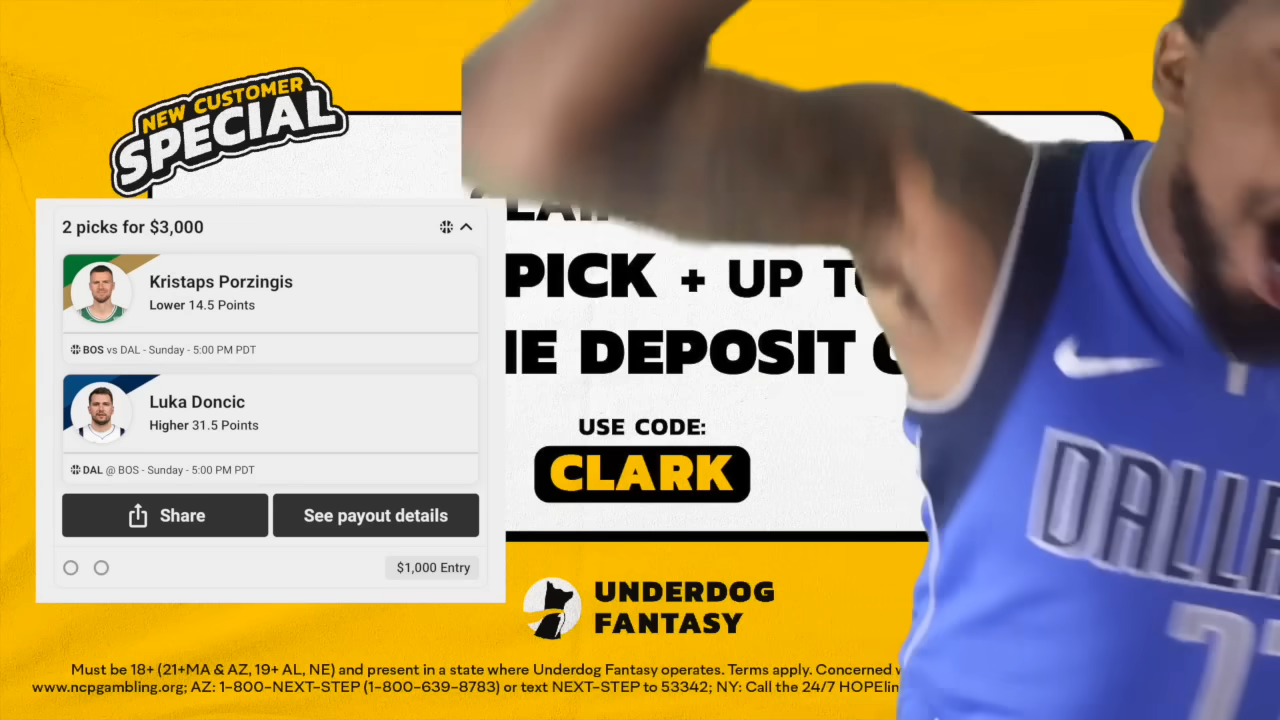 NEW CUSTOMER
SPECIAL
2 picks for $3,000
Kristaps Porzingis
Lower 14.5 Points
BOS vs DAL - Sunday - 5:00 PM PDT
Luka Doncic
Higher 31.5 Points
DAL @ BOS - Sunday - 5:00 PM PDT
Share
See payout details
$1,000 Entry
PICK + UP TO
DEPOSIT
USE CODE:
CLARK
UNDERDOG
FANTASY
Must be 18+ (21+MA & AZ, 19+ AL, NE) and present in a state where Underdog Fantasy operates. Terms apply. Concerned
www.ncpgambling.org; AZ: 1-800-NEXT-STEP (1-800-639-8783) or text NEXT-STEP to 53342; NY: Call the 24/7 HOPElin
DALLA
7